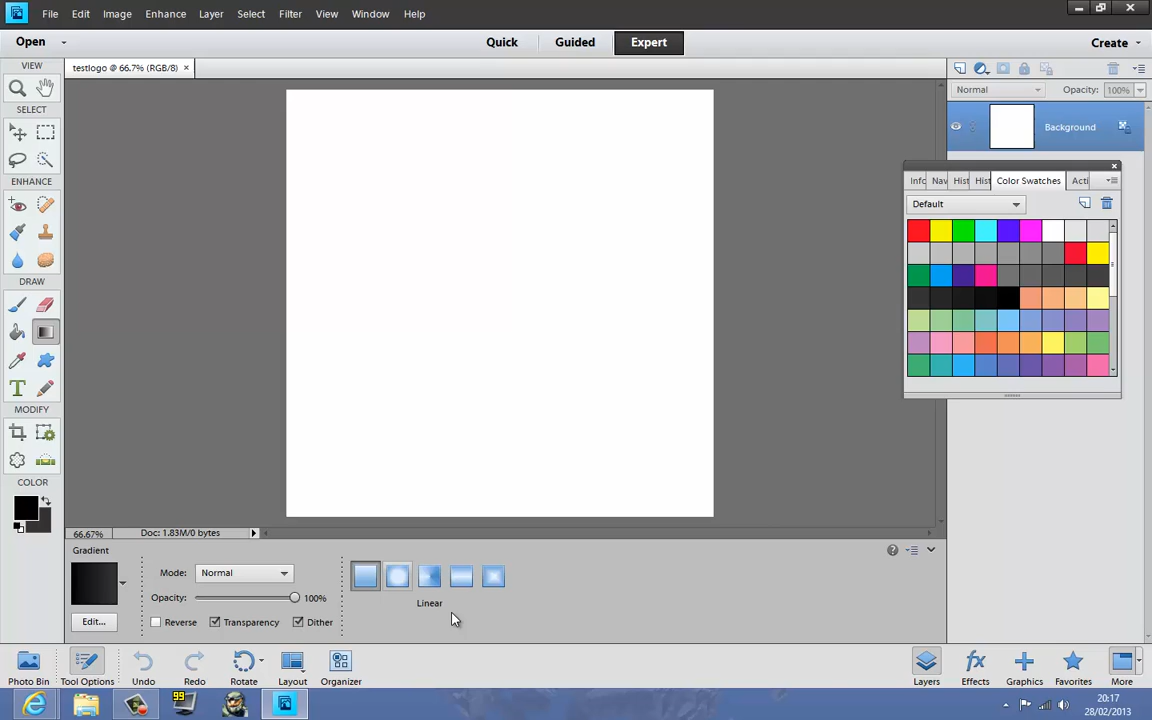 File Edit Image Enhance Layer Select Filter View Window Help
Open Quick Guided Expert Create
VIEW
testlogo @ 66.7% (RGB/8) ×
Normal Opacity: 100%
SELECT
Background
ENHANCE
Info Nav Hist Hist Color Swatches Acti
Default
DRAW
MODIFY
COLOR
66.67% Doc: 1.83M/0 bytes
Gradient
Mode: Normal
Opacity: 100%
Linear
Edit... Reverse Transparency Dither
Photo Bin Tool Options Undo Redo Rotate Layout Organizer Layers Effects Graphics Favorites More
99
20:17
28/02/2013